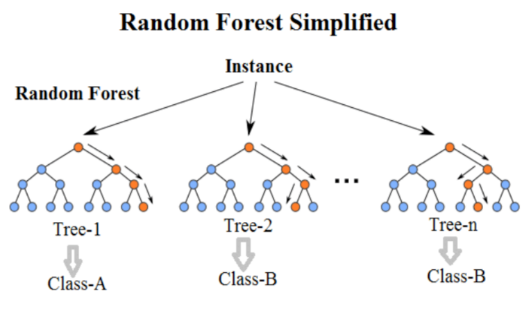 Random Forest Simplified
Instance
Random Forest
...
Tree-1
Tree-2
Tree-n
Class-A
Class-B
Class-B